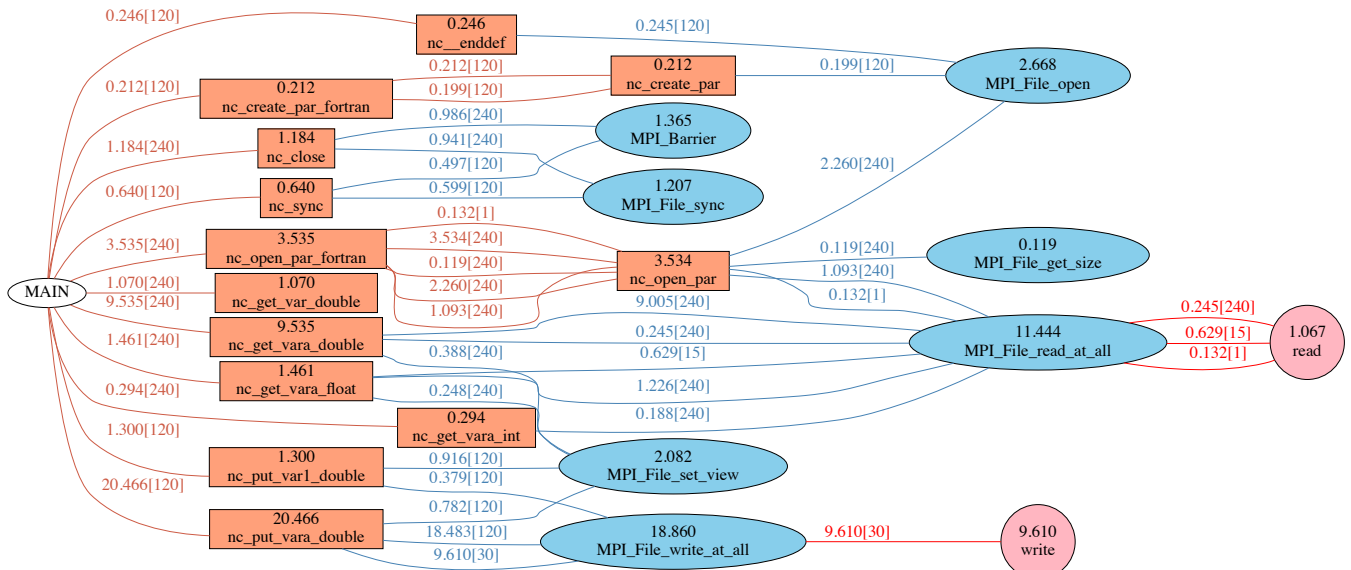 0.246[120]
0.246
nc__enddef
0.245[120]
0.212[120]
0.212
nc_create_par_fortran
0.212[120]
0.199[120]
0.212
nc_create_par
0.199[120]
2.668
MPI_File_open
1.184[240]
1.184
nc_close
0.986[240]
0.941[240]
1.365
MPI_Barrier
0.640[120]
0.640
nc_sync
0.497[120]
0.599[120]
1.207
MPI_File_sync
2.260[240]
3.535[240]
3.535
nc_open_par_fortran
0.132[1]
3.534[240]
0.119[240]
2.260[240]
1.093[240]
3.534
nc_open_par
0.119[240]
1.093[240]
0.132[1]
0.119
MPI_File_get_size
MAIN
1.070[240]
1.070
nc_get_var_double
9.535[240]
9.535
nc_get_vara_double
9.005[240]
0.245[240]
0.388[240]
11.444
MPI_File_read_at_all
0.245[240]
0.629[15]
0.132[1]
1.067
read
1.461[240]
1.461
nc_get_vara_float
0.629[15]
1.226[240]
0.248[240]
0.294[240]
0.294
nc_get_vara_int
0.188[240]
1.300[120]
1.300
nc_put_var1_double
0.916[120]
0.379[120]
2.082
MPI_File_set_view
20.466[120]
20.466
nc_put_vara_double
0.782[120]
18.483[120]
9.610[30]
18.860
MPI_File_write_at_all
9.610[30]
9.610
write